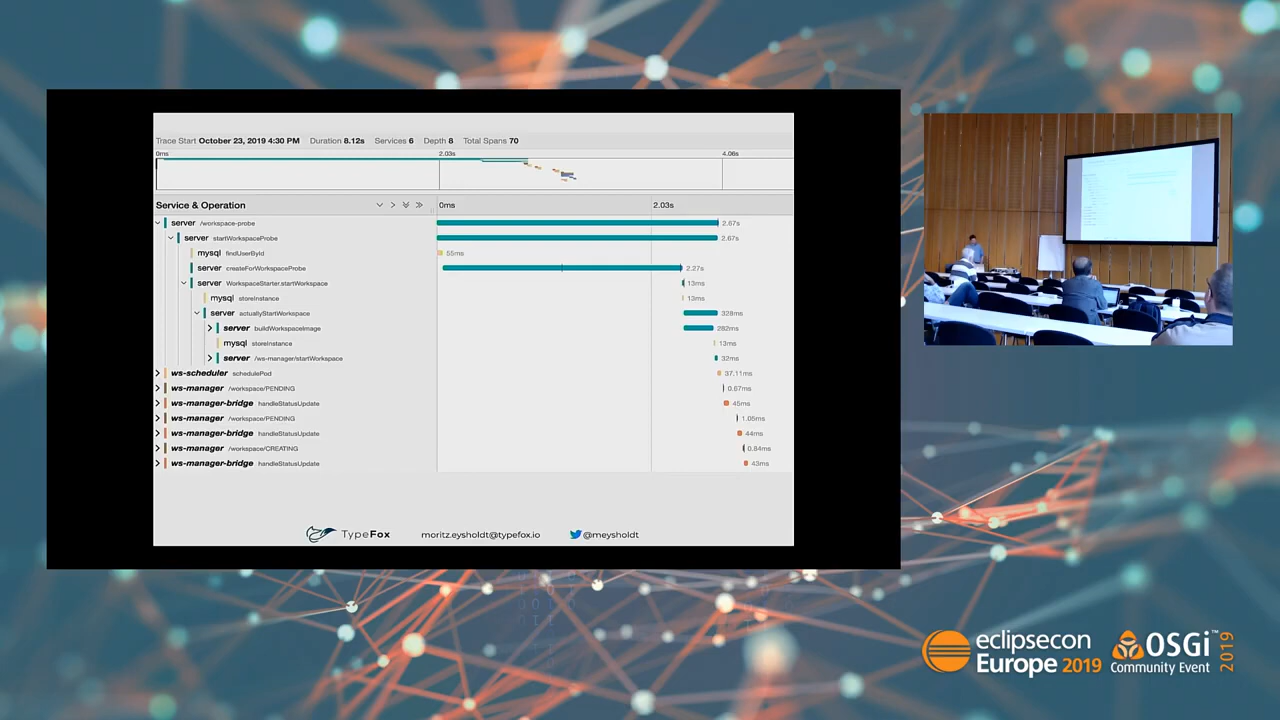 Trace Start October 23, 2019 4:30 PM Duration 8.12s Services 6 Depth 8 Total Spans 70
0ms 2.03s 4.06s
Service & Operation 0ms 2.03s
server /workspace-probe 2.67s
server startWorkspaceProbe 2.67s
mysql findUserById 55ms
server createForWorkspaceProbe 2.27s
server WorkspaceStarter.startWorkspace 13ms
mysql storeInstance 13ms
server actuallyStartWorkspace 328ms
server buildWorkspaceImage 282ms
mysql storeInstance 13ms
server /ws-manager/startWorkspace 32ms
ws-scheduler schedulePod 37.11ms
ws-manager /workspace/PENDING 0.67ms
ws-manager-bridge handleStatusUpdate 45ms
ws-manager /workspace/PENDING 1.05ms
ws-manager-bridge handleStatusUpdate 44ms
ws-manager /workspace/CREATING 0.84ms
ws-manager-bridge handleStatusUpdate 43ms
TypeFox moritz.eysholdt@typefox.io @meysholdt
eclipsecon
Europe 2019
OSGi™
Community Event
2019